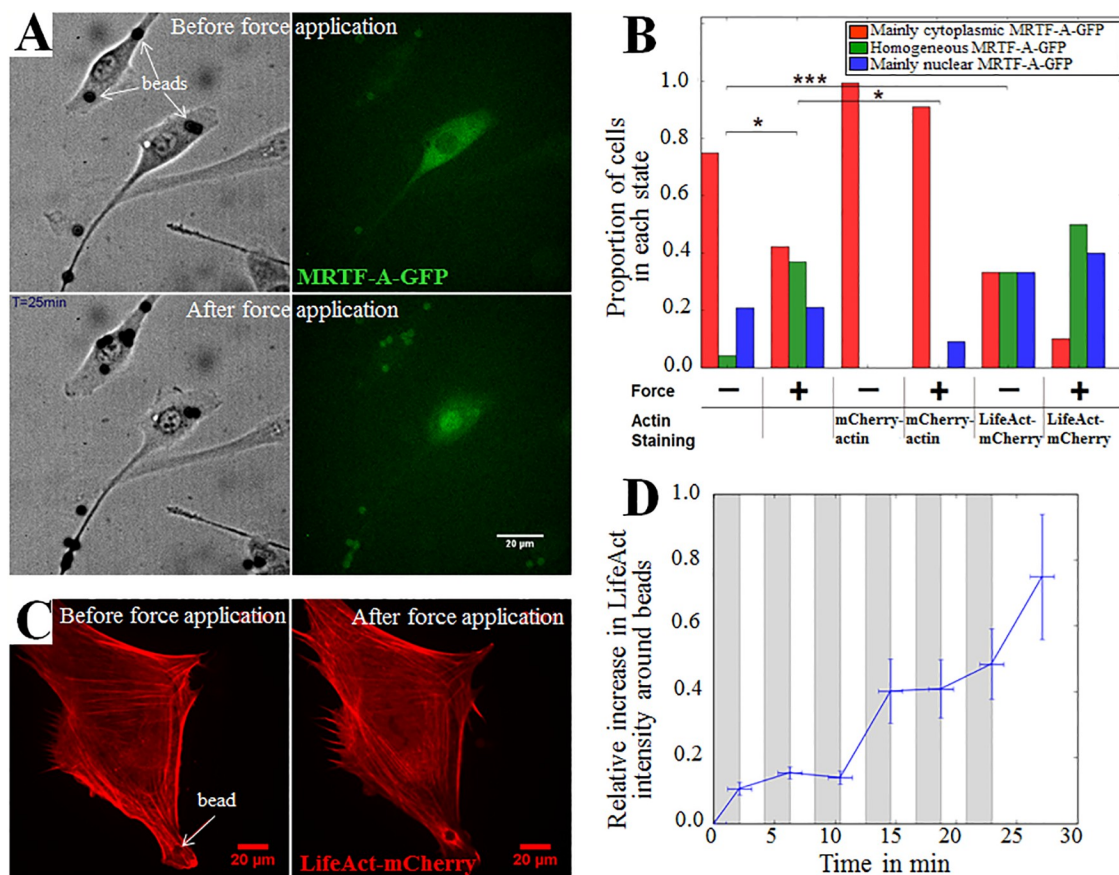 A
Before force application
beads
MRTF-A-GFP
T=25min
After force application
20 µm
B
Mainly cytoplasmic MRTF-A-GFP
Homogeneous MRTF-A-GFP
Mainly nuclear MRTF-A-GFP
Proportion of cells
in each state
1.0
0.8
0.6
0.4
0.2
0.0
***
*
*
Force
− + − + − +
Actin
Staining
mCherry-
actin
mCherry-
actin
LifeAct-
mCherry
LifeAct-
mCherry
C
Before force application
After force application
bead
20 µm
LifeAct-mCherry
20 µm
D
Relative increase in LifeAct
intensity around beads
1.0
0.8
0.6
0.4
0.2
0.0
0 5 10 15 20 25 30
Time in min